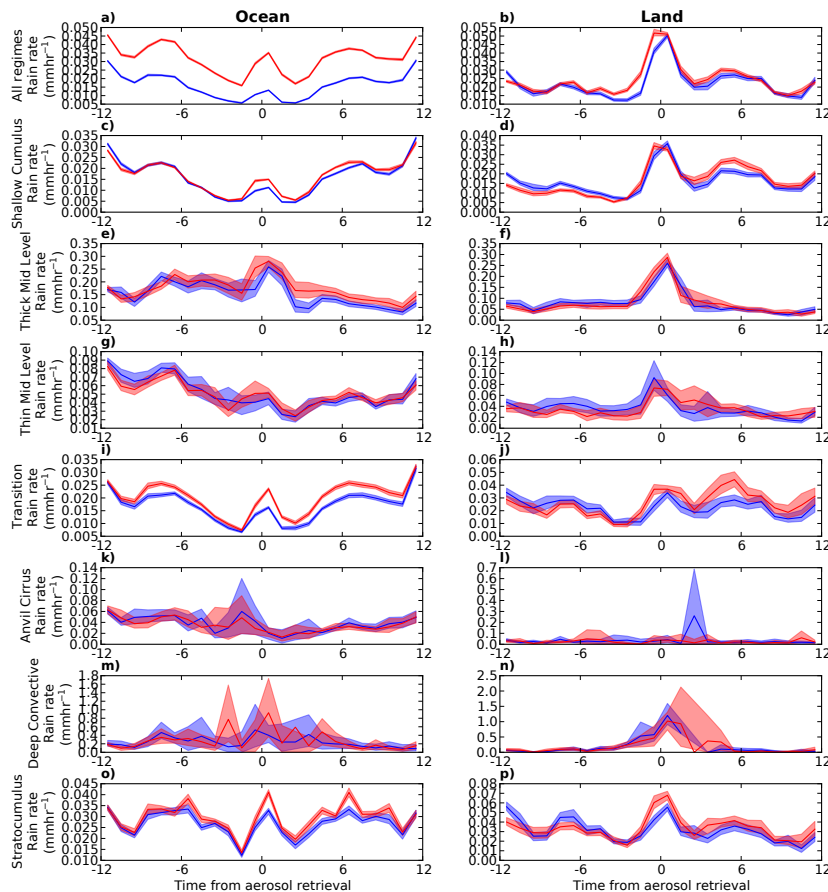 Ocean
Land
a)
All regimes
Rain rate
(mmhr⁻¹)
0.050
0.045
0.040
0.035
0.030
0.025
0.020
0.015
0.010
0.005
-12 -6 0 6 12
b)
0.055
0.050
0.045
0.040
0.035
0.030
0.025
0.020
0.015
0.010
-12 -6 0 6 12
c)
Shallow Cumulus
Rain rate
(mmhr⁻¹)
0.035
0.030
0.025
0.020
0.015
0.010
0.005
0.000
-12 -6 0 6 12
d)
0.040
0.035
0.030
0.025
0.020
0.015
0.010
0.005
0.000
-12 -6 0 6 12
e)
Thick Mid Level
Rain rate
(mmhr⁻¹)
0.35
0.30
0.25
0.20
0.15
0.10
0.05
-12 -6 0 6 12
f)
0.35
0.30
0.25
0.20
0.15
0.10
0.05
0.00
-12 -6 0 6 12
g)
Thin Mid Level
Rain rate
(mmhr⁻¹)
0.10
0.09
0.08
0.07
0.06
0.05
0.04
0.03
0.02
0.01
-12 -6 0 6 12
h)
0.14
0.12
0.10
0.08
0.06
0.04
0.02
0.00
-12 -6 0 6 12
i)
Transition
Rain rate
(mmhr⁻¹)
0.035
0.030
0.025
0.020
0.015
0.010
0.005
-12 -6 0 6 12
j)
0.06
0.05
0.04
0.03
0.02
0.01
0.00
-12 -6 0 6 12
k)
Anvil Cirrus
Rain rate
(mmhr⁻¹)
0.14
0.12
0.10
0.08
0.06
0.04
0.02
0.00
-12 -6 0 6 12
l)
0.7
0.6
0.5
0.4
0.3
0.2
0.1
0.0
-12 -6 0 6 12
m)
Deep Convective
Rain rate
(mmhr⁻¹)
1.8
1.6
1.4
1.2
1.0
0.8
0.6
0.4
0.2
0.0
-12 -6 0 6 12
n)
2.5
2.0
1.5
1.0
0.5
0.0
-12 -6 0 6 12
o)
Stratocumulus
Rain rate
(mmhr⁻¹)
0.045
0.040
0.035
0.030
0.025
0.020
0.015
0.010
-12 -6 0 6 12
Time from aerosol retrieval
p)
0.08
0.07
0.06
0.05
0.04
0.03
0.02
0.01
0.00
-12 -6 0 6 12
Time from aerosol retrieval